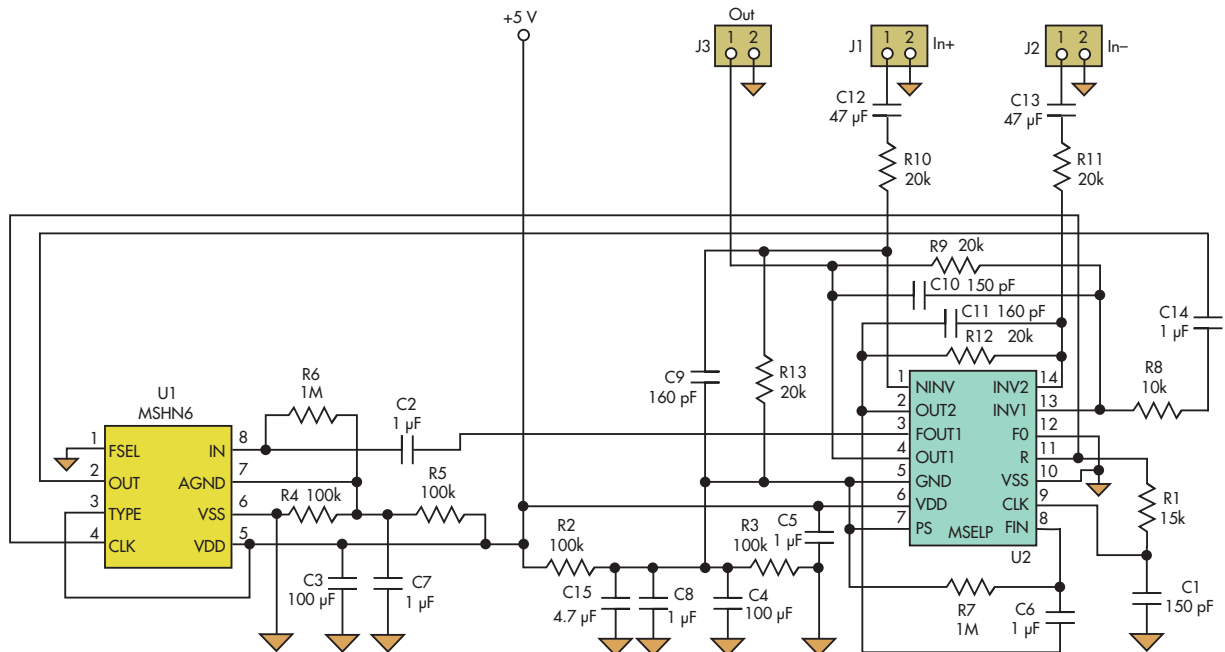 +5 V
Out
J3
1 2
J1
1 2
In+
J2
1 2
In–
C12
47 µF
C13
47 µF
R10
20k
R11
20k
R9 20k
C10 150 pF
C11 160 pF
R12 20k
C14
1 µF
R8
10k
C9
160 pF
R13
20k
U1
MSHN6
R6
1M
C2
1 µF
1 FSEL
2 OUT
3 TYPE
4 CLK
IN 8
AGND 7
VSS 6
VDD 5
R4 100k
R5
100k
C3
100 µF
C7
1 µF
R2
100k
C15
4.7 µF
C8
1 µF
R3
100k
C4
100 µF
C5
1 µF
1 NINV
2 OUT2
3 FOUT1
4 OUT1
5 GND
6 VDD
7 PS
INV2 14
INV1 13
F0 12
R 11
VSS 10
CLK 9
FIN 8
MSELP
U2
R1
15k
R7
1M
C6
1 µF
C1
150 pF